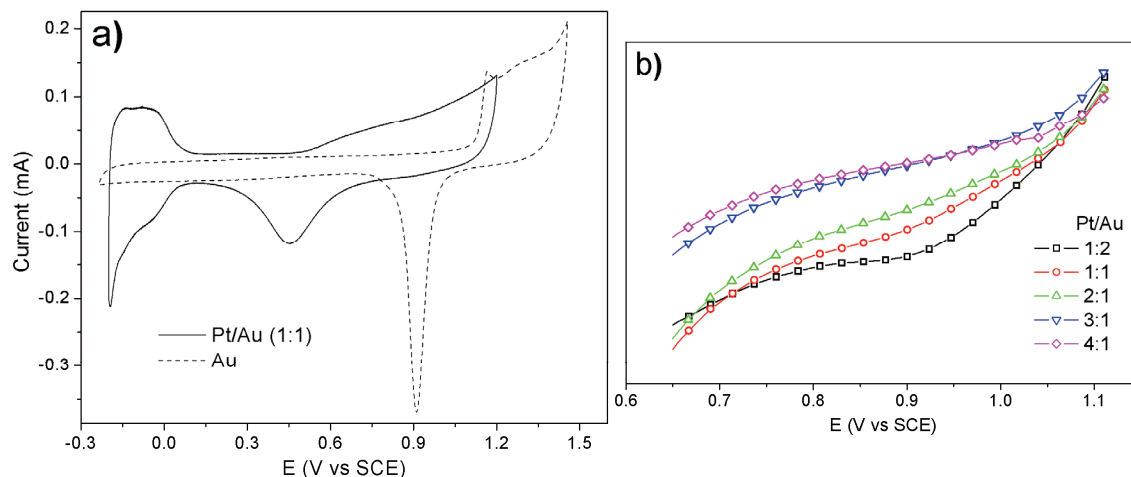 a)
0.2
0.1
0.0
-0.1
-0.2
-0.3
Current (mA)
Pt/Au (1:1)
Au
-0.3 0.0 0.3 0.6 0.9 1.2 1.5
E (V vs SCE)
b)
Pt/Au
1:2
1:1
2:1
3:1
4:1
0.6 0.7 0.8 0.9 1.0 1.1
E (V vs SCE)